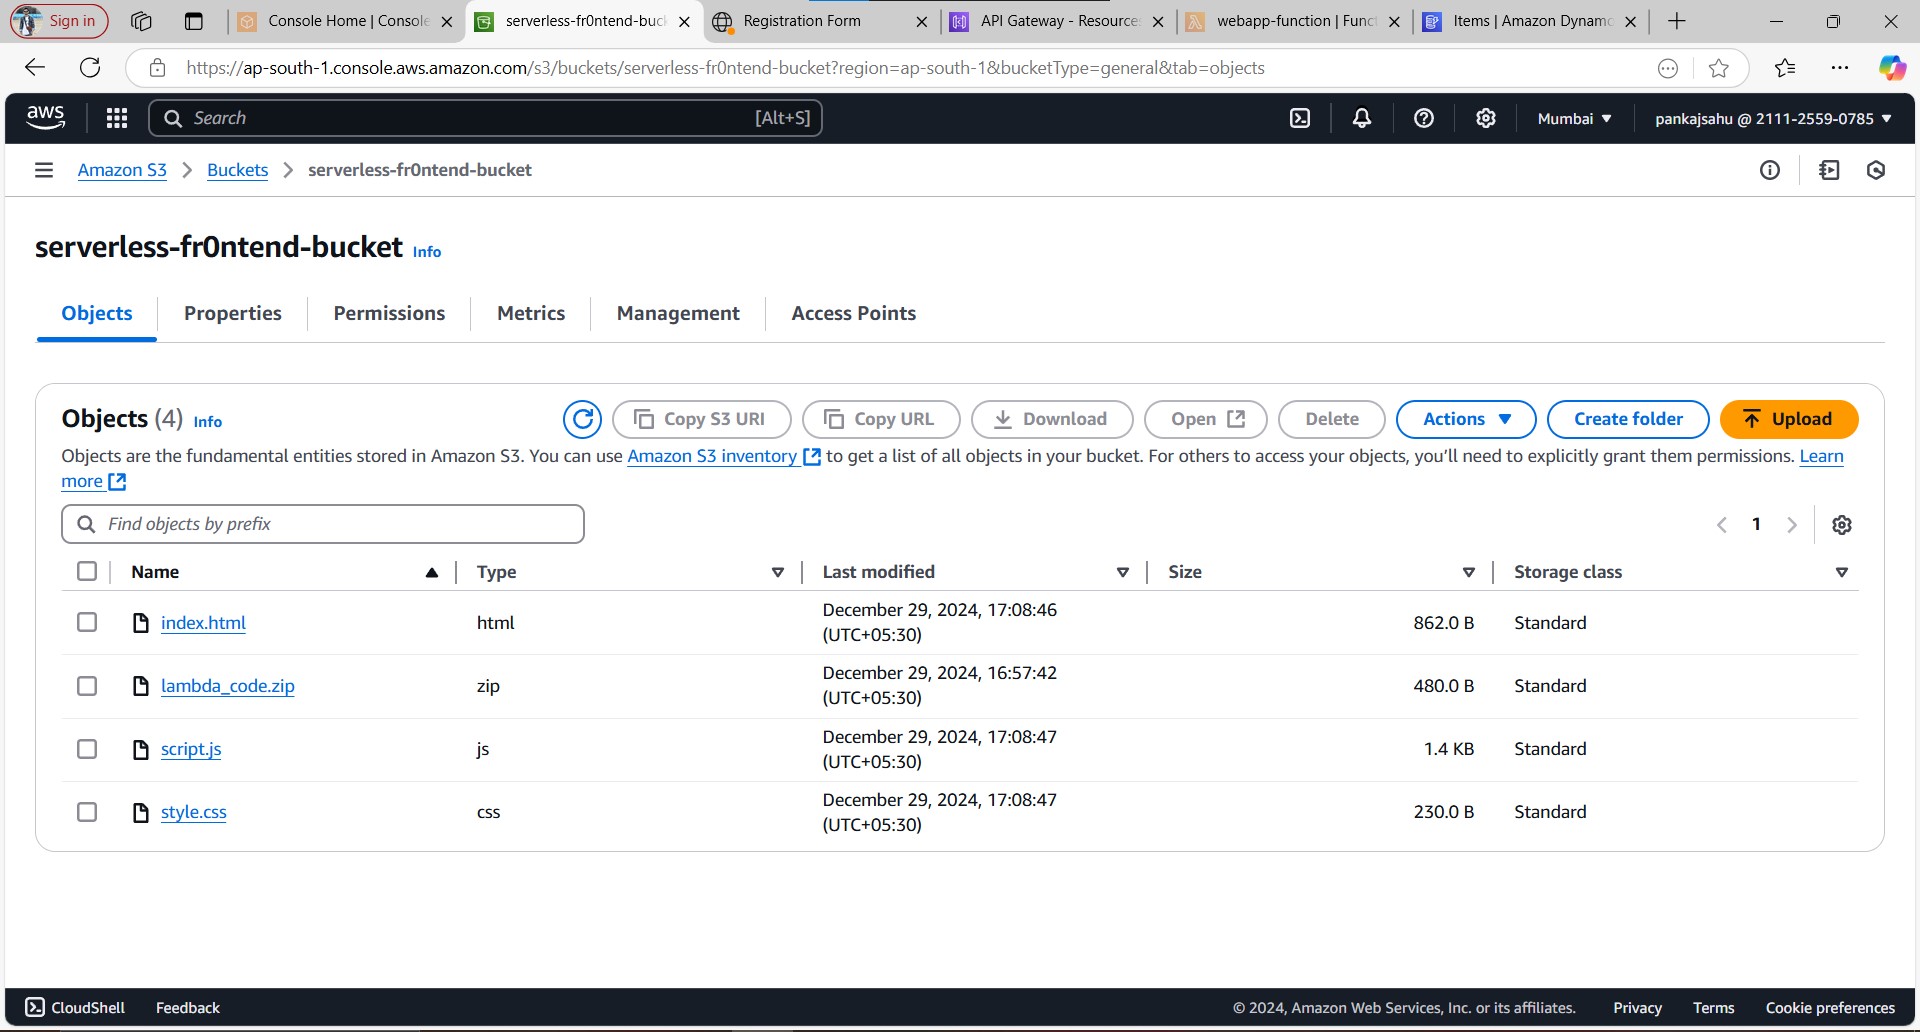 Sign in
Console Home | Console
serverless-fr0ntend-buck
Registration Form
API Gateway - Resource
webapp-function | Func
Items | Amazon Dynamo
https://ap-south-1.console.aws.amazon.com/s3/buckets/serverless-fr0ntend-bucket?region=ap-south-1&bucketType=general&tab=objects
aws
Search
[Alt+S]
Mumbai
pankajsahu @ 2111-2559-0785
Amazon S3
Buckets
serverless-fr0ntend-bucket
serverless-fr0ntend-bucket Info
Objects
Properties
Permissions
Metrics
Management
Access Points
Objects (4) Info
Copy S3 URI
Copy URL
Download
Open
Delete
Actions
Create folder
Upload
Objects are the fundamental entities stored in Amazon S3. You can use Amazon S3 inventory to get a list of all objects in your bucket. For others to access your objects, you’ll need to explicitly grant them permissions. Learn
more
Find objects by prefix
1
Name Type Last modified Size Storage class
index.html html December 29, 2024, 17:08:46 862.0 B Standard
(UTC+05:30)
lambda_code.zip zip December 29, 2024, 16:57:42 480.0 B Standard
(UTC+05:30)
script.js js December 29, 2024, 17:08:47 1.4 KB Standard
(UTC+05:30)
style.css css December 29, 2024, 17:08:47 230.0 B Standard
(UTC+05:30)
CloudShell
Feedback
© 2024, Amazon Web Services, Inc. or its affiliates.
Privacy
Terms
Cookie preferences